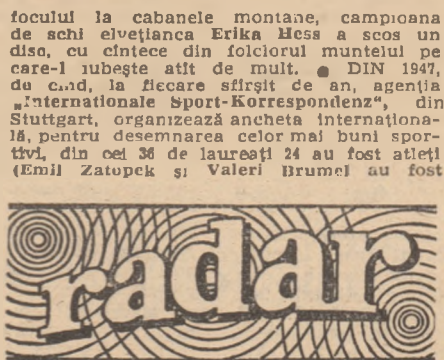 focului la cabanele montane, campioana
de schi elvețianca Erika Hess a scos un
disc, cu cîntece din folclorul muntelui pe
care-l iubește atît de mult. ● DIN 1947,
de cînd, la fiecare sfîrșit de an, agenția
„Internationale Sport-Korrespondenz“, din
Stuttgart, organizează ancheta internaționa-
lă, pentru desemnarea celor mai buni spor-
tivi, din cei 36 de laureați 24 au fost atleți
(Emil Zatopek și Valeri Brumel au fost
radar